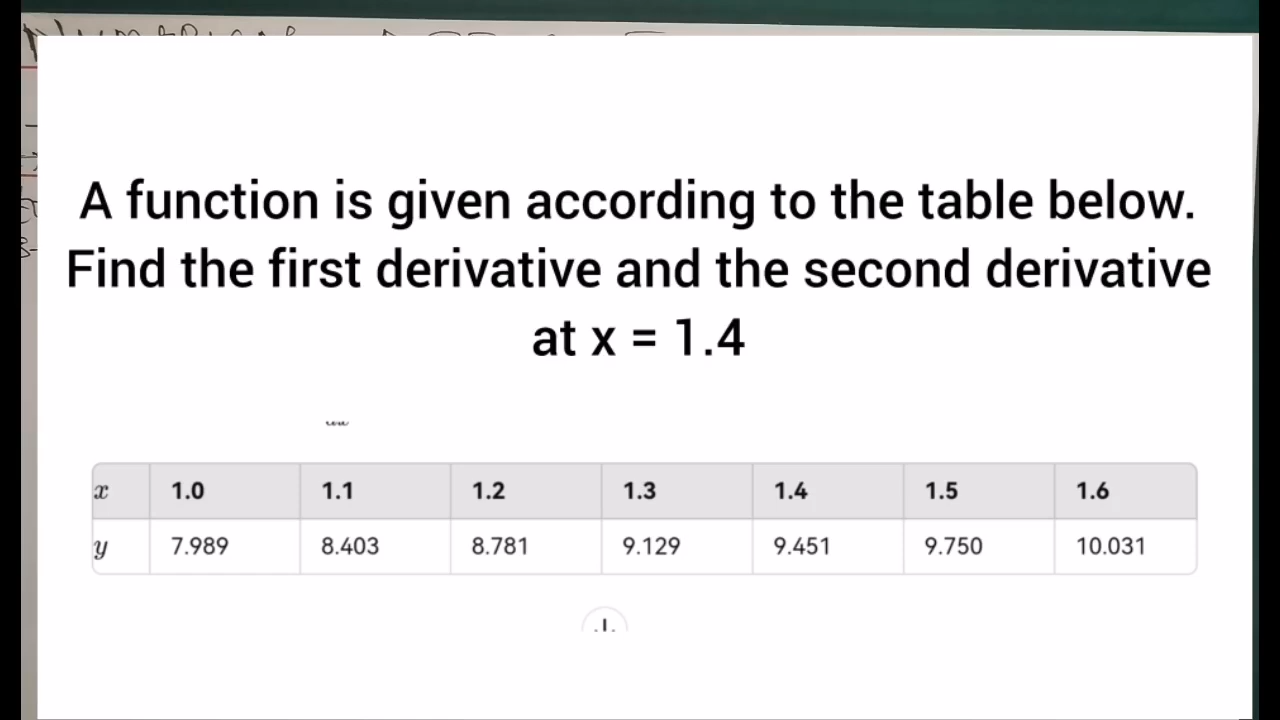 A function is given according to the table below.
Find the first derivative and the second derivative
at x = 1.4
x 1.0 1.1 1.2 1.3 1.4 1.5 1.6
y 7.989 8.403 8.781 9.129 9.451 9.750 10.031